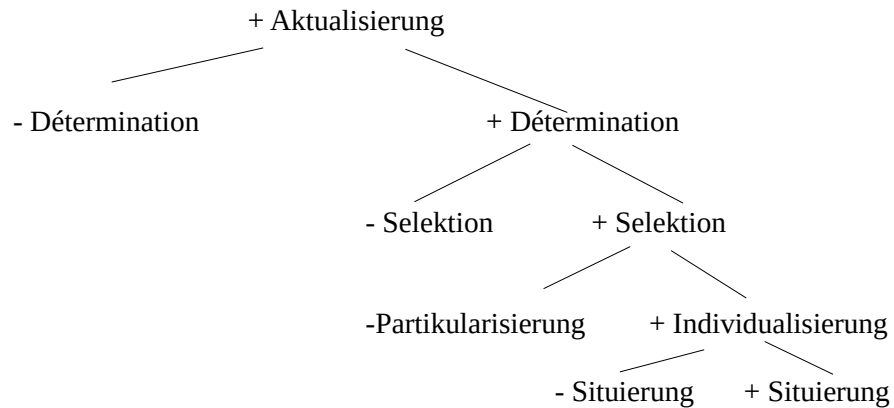 + Aktualisierung
- Détermination + Détermination
- Selektion + Selektion
-Partikularisierung + Individualisierung
- Situierung + Situierung